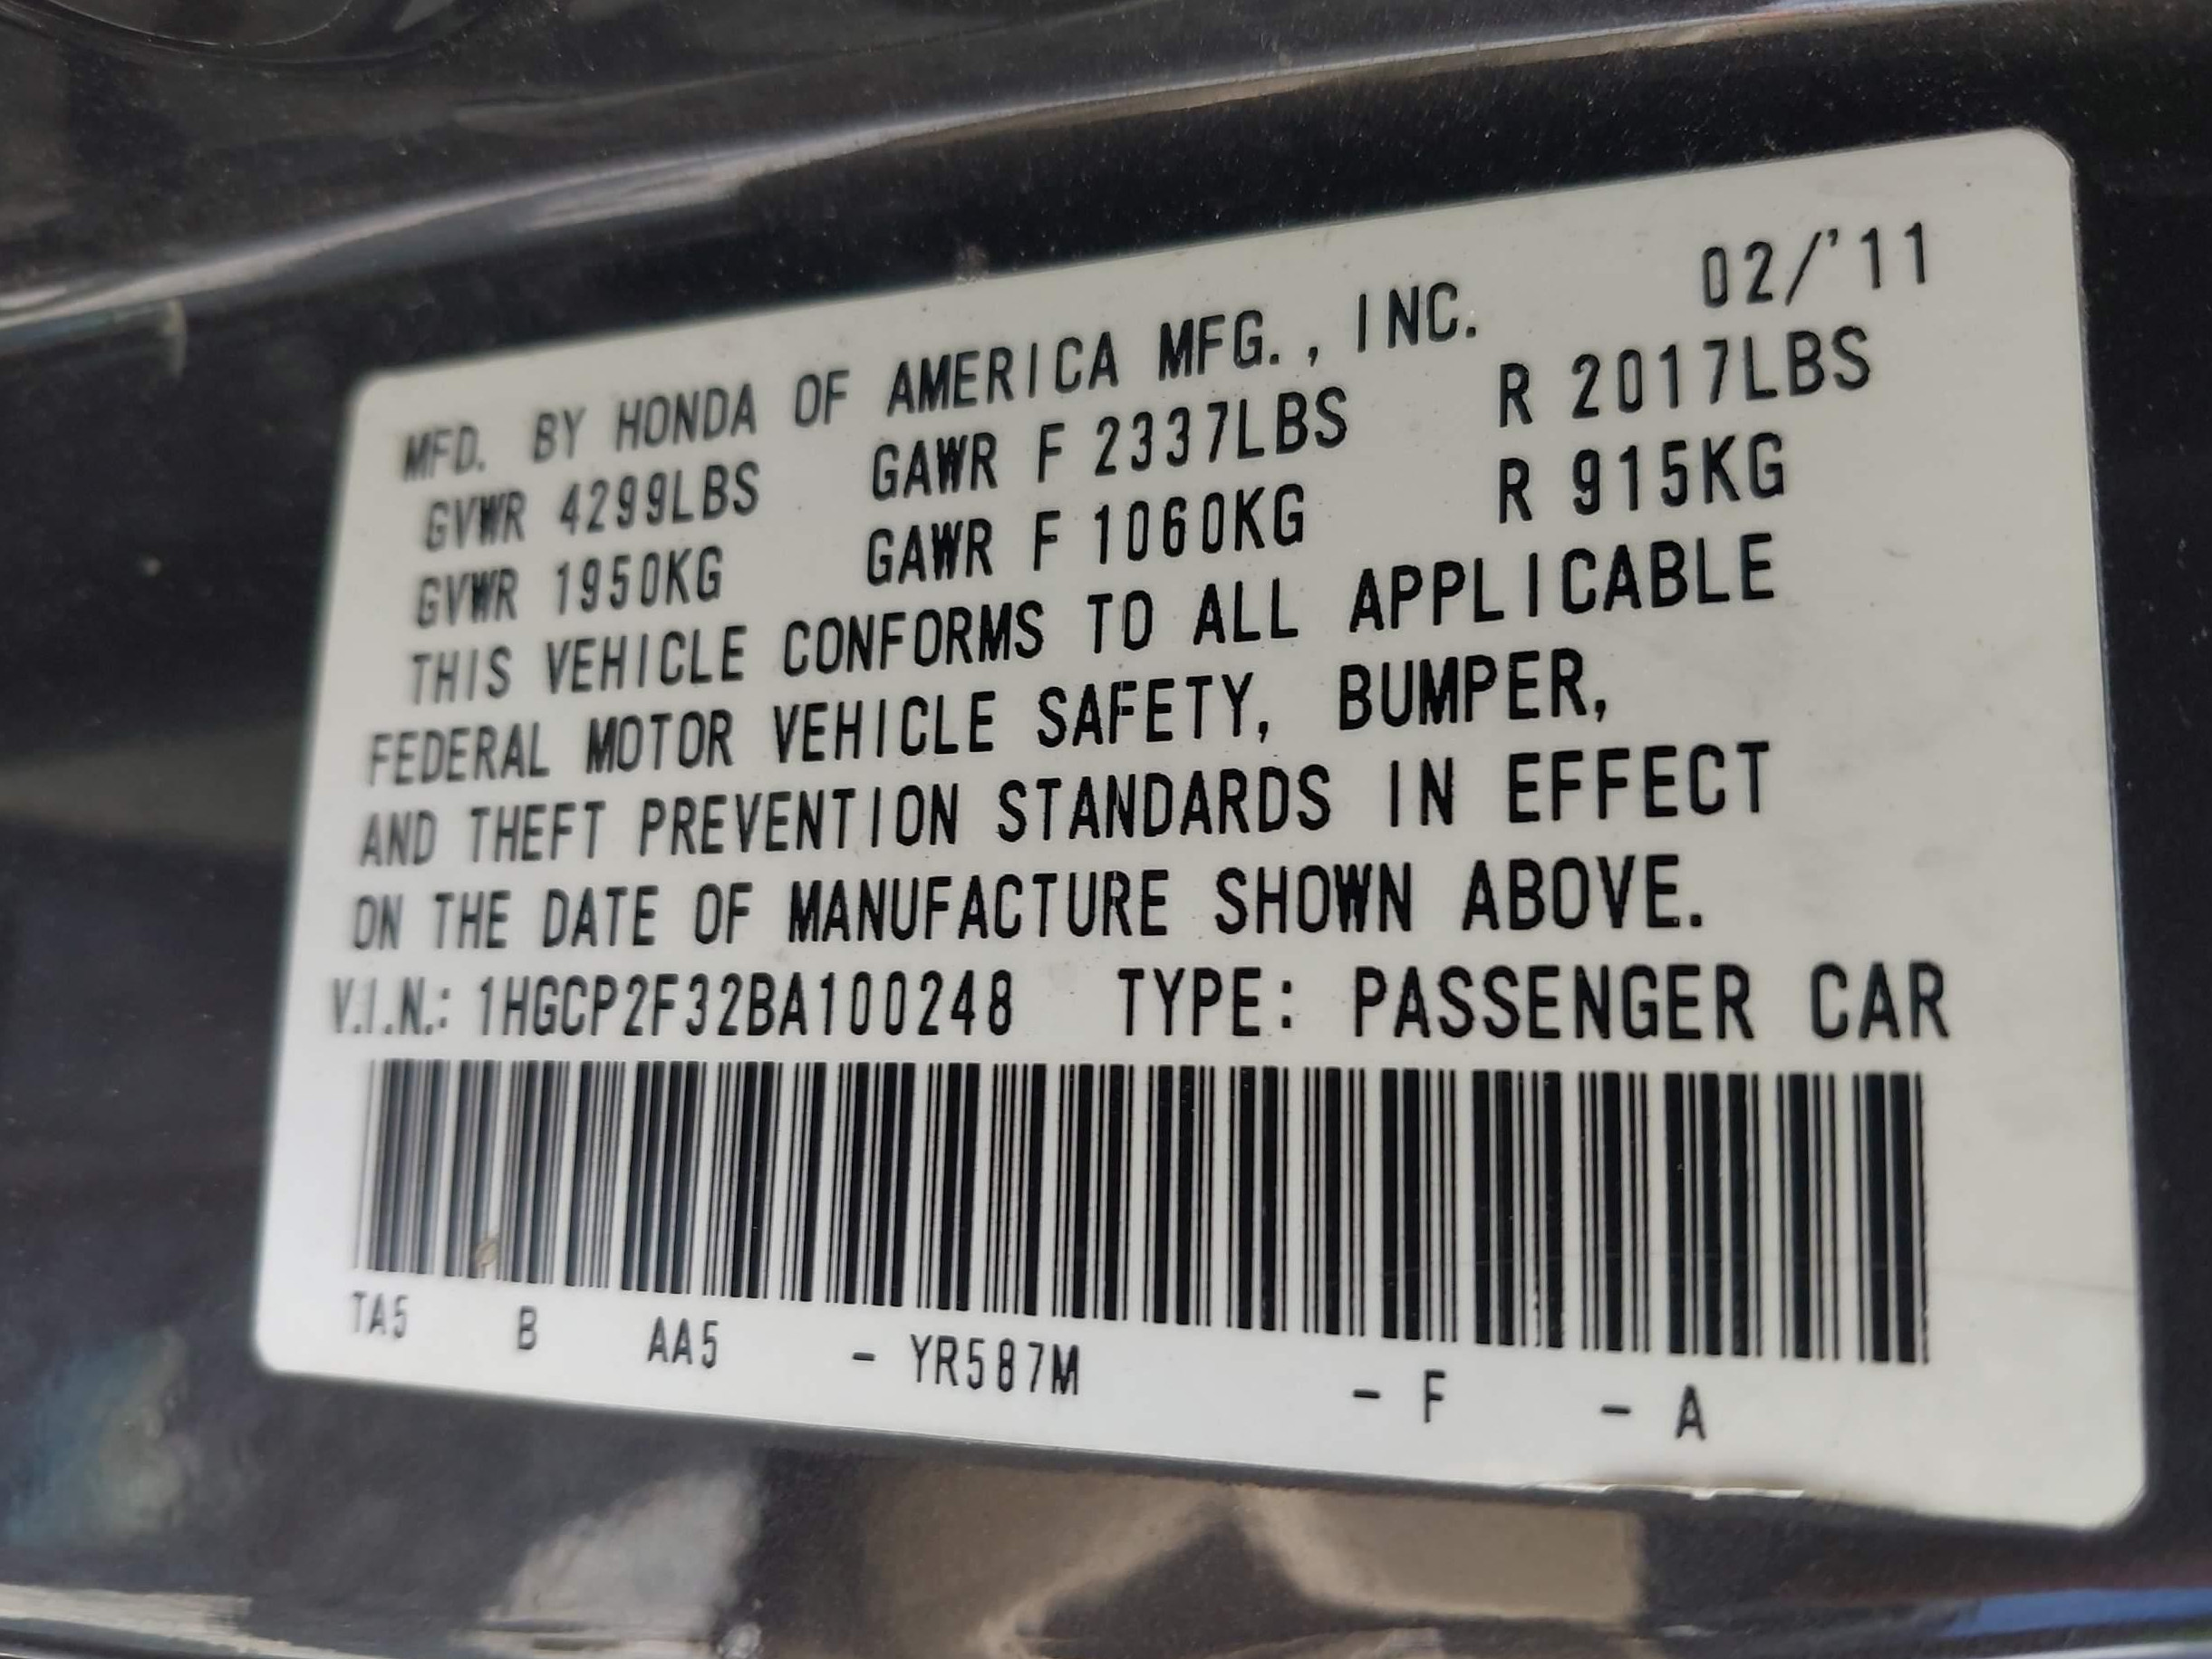 MFD. BY HONDA OF AMERICA MFG., INC. 02/'11
GVWR 4299LBS GAWR F 2337LBS R 2017LBS
GVWR 1950KG GAWR F 1060KG R 915KG
THIS VEHICLE CONFORMS TO ALL APPLICABLE
FEDERAL MOTOR VEHICLE SAFETY, BUMPER,
AND THEFT PREVENTION STANDARDS IN EFFECT
ON THE DATE OF MANUFACTURE SHOWN ABOVE.
V.I.N.: 1HGCP2F32BA100248 TYPE: PASSENGER CAR
TA5 B AA5 - YR587M - F - A